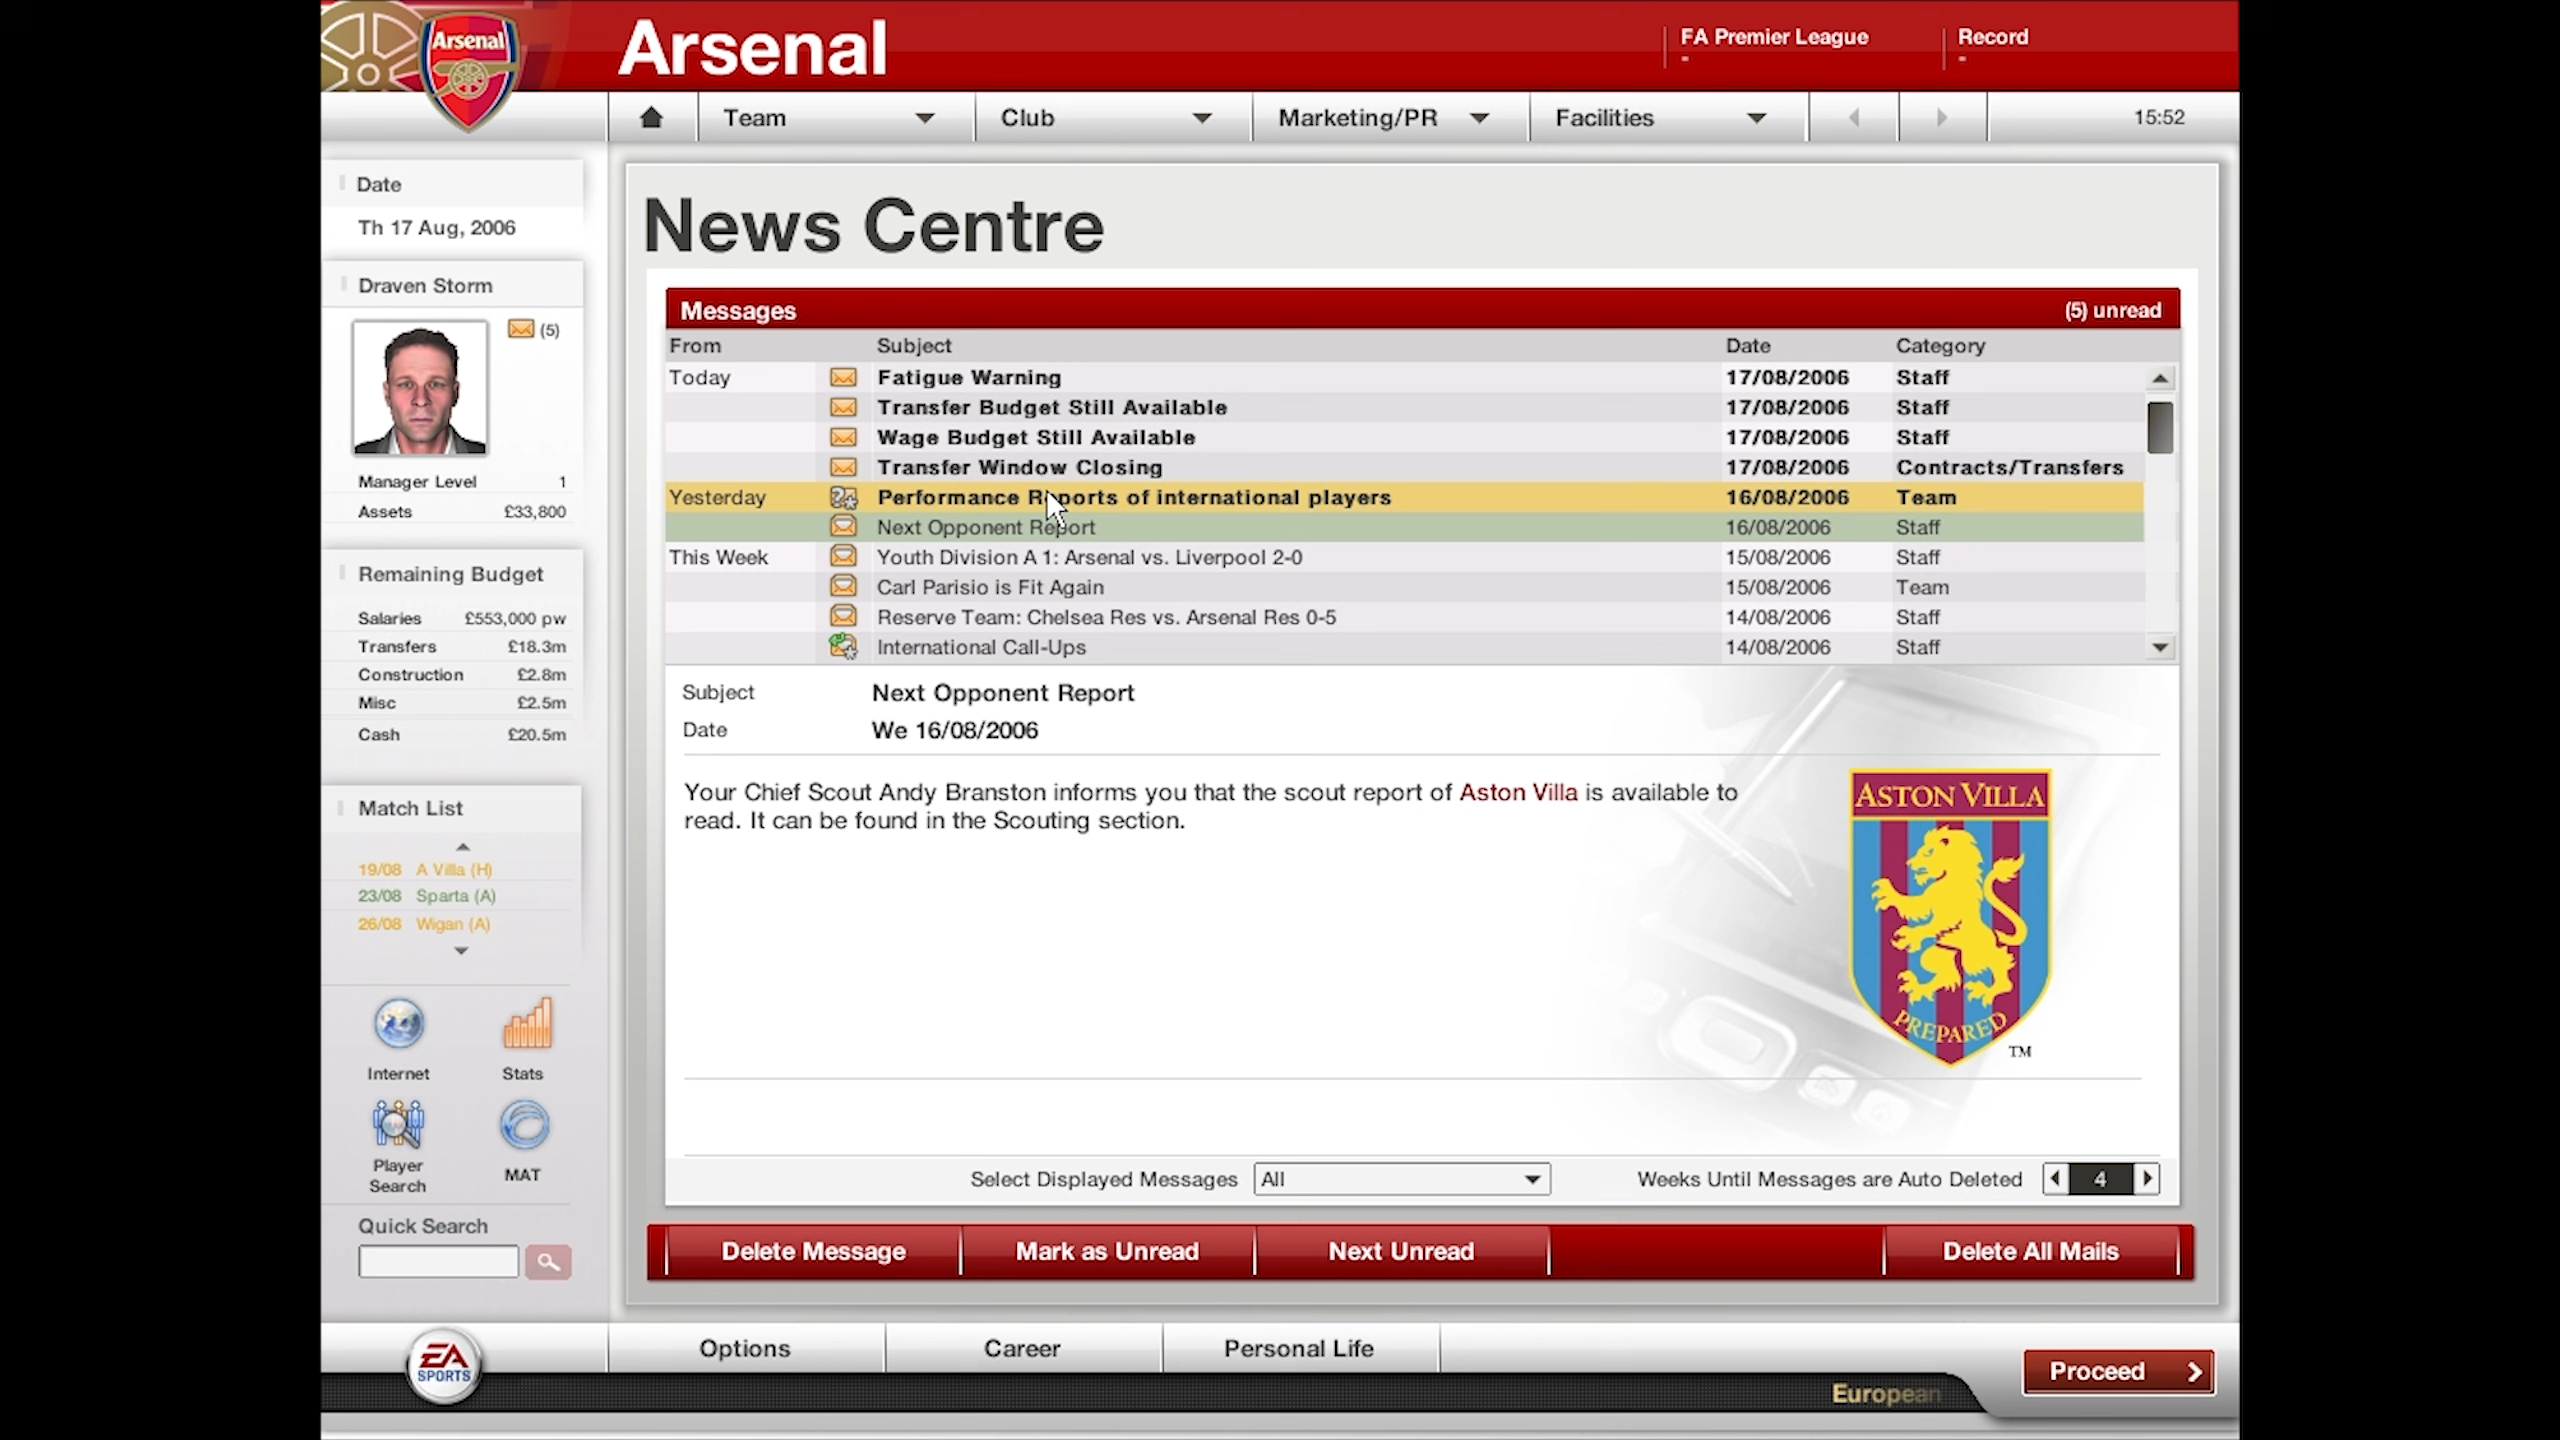 Arsenal
Arsenal
FA Premier League
-
Record
-
Team
Club
Marketing/PR
Facilities
15:52
Date
Th 17 Aug, 2006
Draven Storm
(5)
Manager Level 1
Assets £33,800
Remaining Budget
Salaries £553,000 pw
Transfers £18.3m
Construction £2.8m
Misc £2.5m
Cash £20.5m
Match List
19/08 A Villa (H)
23/08 Sparta (A)
26/08 Wigan (A)
Internet
Stats
Player
Search
MAT
Quick Search
News Centre
Messages (5) unread
From Subject Date Category
Today Fatigue Warning 17/08/2006 Staff
Transfer Budget Still Available 17/08/2006 Staff
Wage Budget Still Available 17/08/2006 Staff
Transfer Window Closing 17/08/2006 Contracts/Transfers
Yesterday Performance Reports of international players 16/08/2006 Team
Next Opponent Report 16/08/2006 Staff
This Week Youth Division A 1: Arsenal vs. Liverpool 2-0 15/08/2006 Staff
Carl Parisio is Fit Again 15/08/2006 Team
Reserve Team: Chelsea Res vs. Arsenal Res 0-5 14/08/2006 Staff
International Call-Ups 14/08/2006 Staff
Subject Next Opponent Report
Date We 16/08/2006
Your Chief Scout Andy Branston informs you that the scout report of Aston Villa is available to
read. It can be found in the Scouting section.
ASTON VILLA
PREPARED
TM
Select Displayed Messages All
Weeks Until Messages are Auto Deleted 4
Delete Message
Mark as Unread
Next Unread
Delete All Mails
Options
Career
Personal Life
EA
SPORTS
European
Proceed